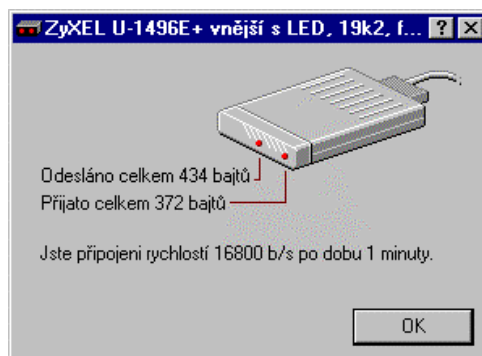 ZyXEL U-1496E+ vnější s LED, 19k2, f...
Odesláno celkem 434 bajtů
Přijato celkem 372 bajtů
Jste připojeni rychlostí 16800 b/s po dobu 1 minuty.
OK